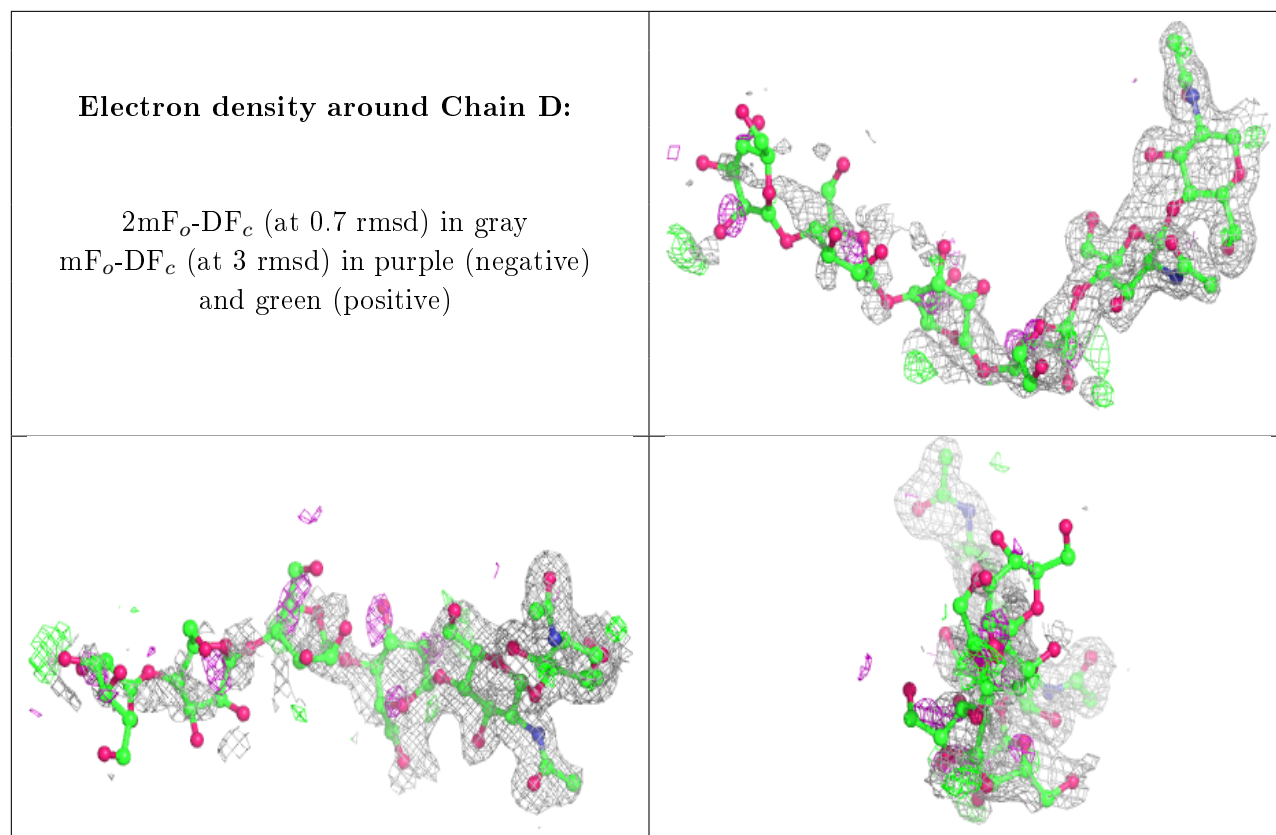 Electron density around Chain D:
2mFo-DFc (at 0.7 rmsd) in gray
mFo-DFc (at 3 rmsd) in purple (negative)
and green (positive)